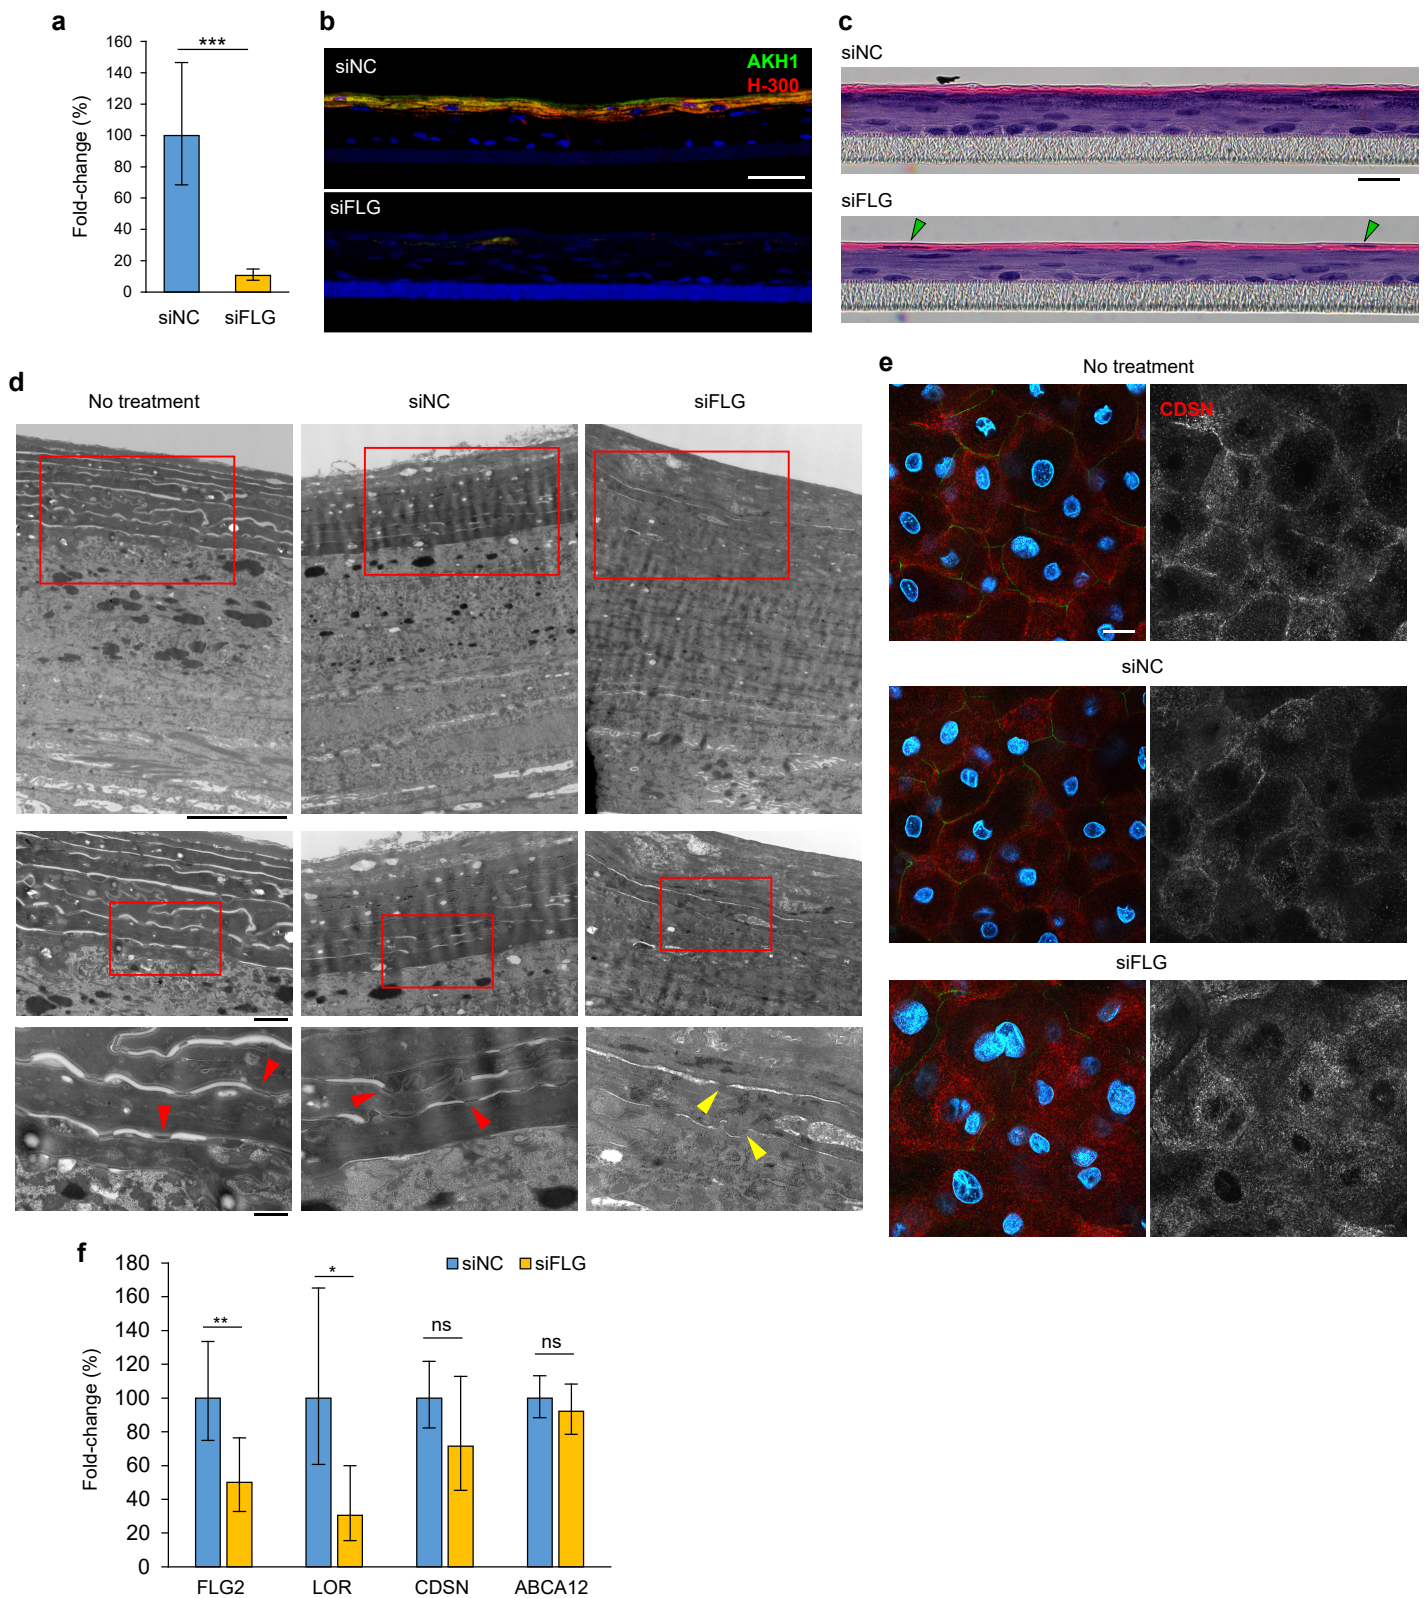 a
160
140
120
100
80
60
40
20
0
Fold-change (%)
***
siNC siFLG
b
siNC
AKH1
H-300
siFLG
c
siNC
siFLG
d
No treatment siNC siFLG
e
No treatment
CDSN
siNC
siFLG
f
180
160
140
120
100
80
60
40
20
0
Fold-change (%)
siNC siFLG
**
*
ns
ns
FLG2 LOR CDSN ABCA12